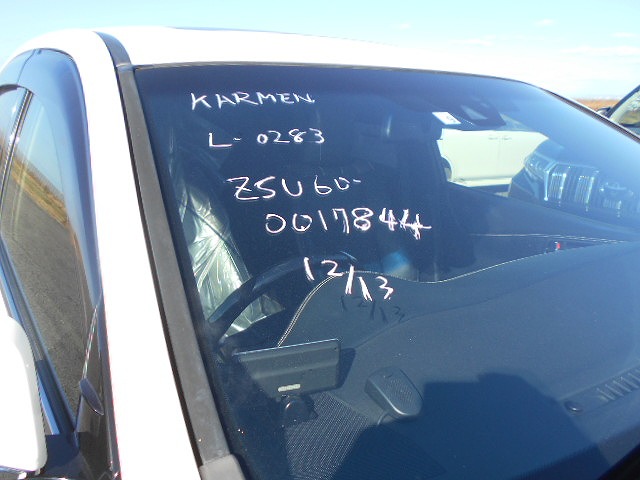 KARMEN
L-0283
ZSU60-
0017844
12/13